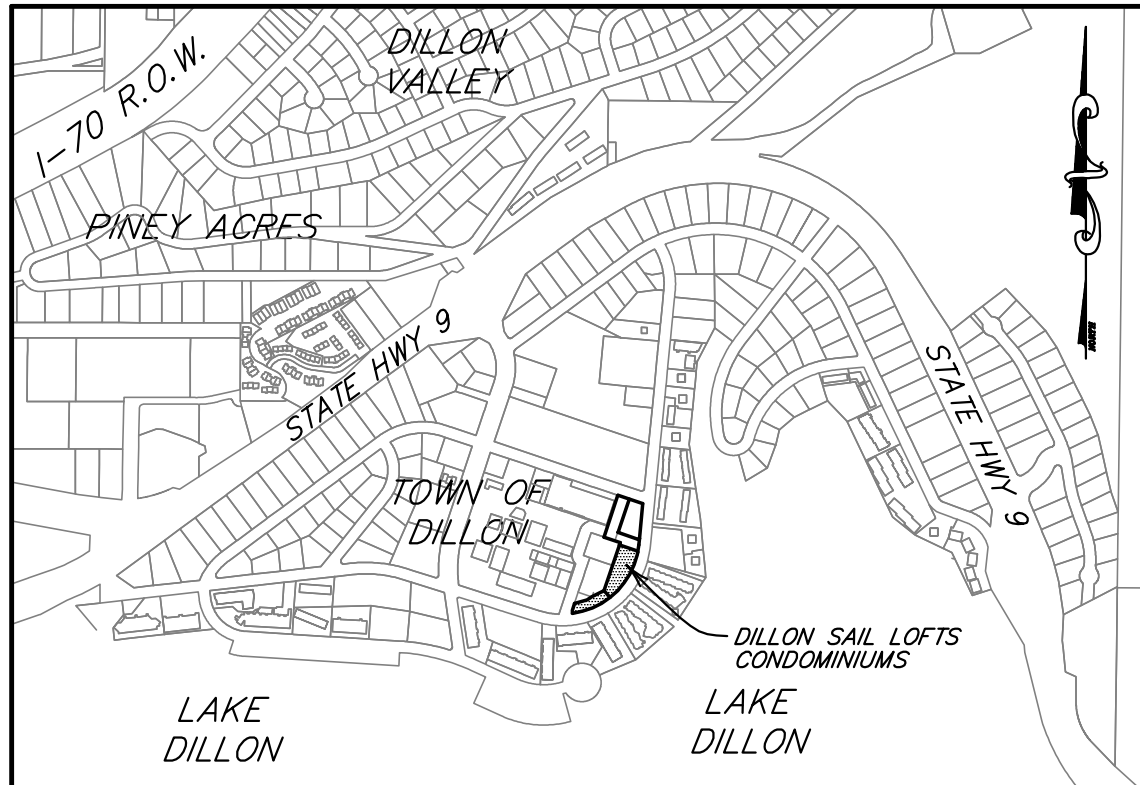 DILLON
VALLEY
I-70 R.O.W.
PINEY ACRES
NORTH
STATE HWY 9
STATE HWY 9
TOWN OF
DILLON
DILLON SAIL LOFTS
CONDOMINIUMS
LAKE
DILLON
LAKE
DILLON